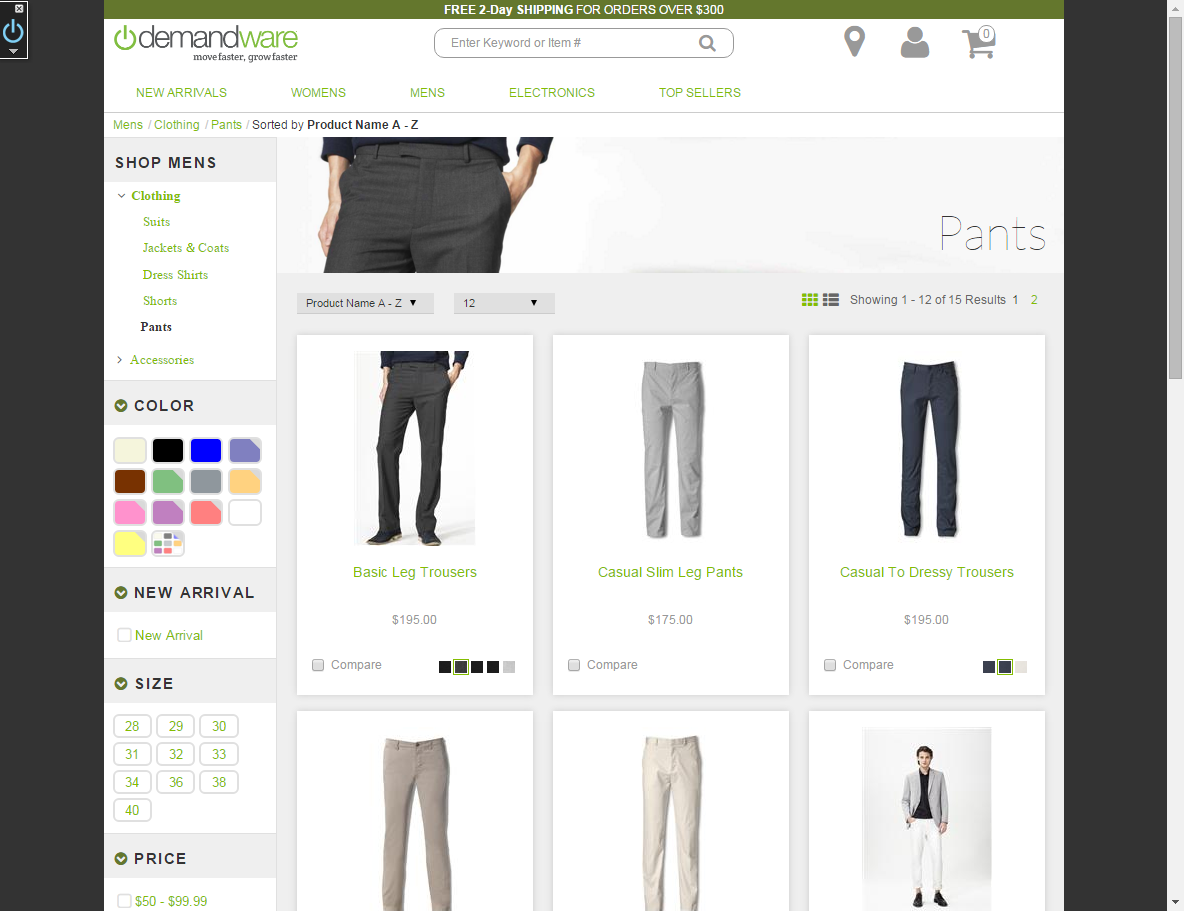 FREE 2-Day SHIPPING FOR ORDERS OVER $300
demandware
move faster, grow faster
Enter Keyword or Item #
0
NEW ARRIVALS WOMENS MENS ELECTRONICS TOP SELLERS
Mens / Clothing / Pants / Sorted by Product Name A - Z
SHOP MENS
Clothing
Suits
Jackets & Coats
Dress Shirts
Shorts
Pants
Accessories
COLOR
NEW ARRIVAL
New Arrival
SIZE
28 29 30
31 32 33
34 36 38
40
PRICE
$50 - $99.99
Pants
Product Name A - Z 12 Showing 1 - 12 of 15 Results 1 2
Basic Leg Trousers
$195.00
Compare
Casual Slim Leg Pants
$175.00
Compare
Casual To Dressy Trousers
$195.00
Compare